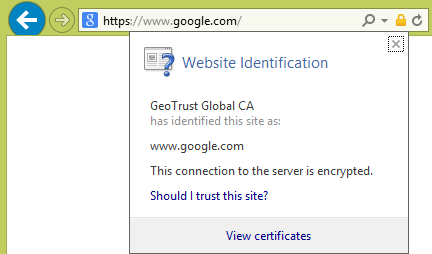 https://www.google.com/
Website Identification
GeoTrust Global CA
has identified this site as:
www.google.com
This connection to the server is encrypted.
Should I trust this site?
View certificates